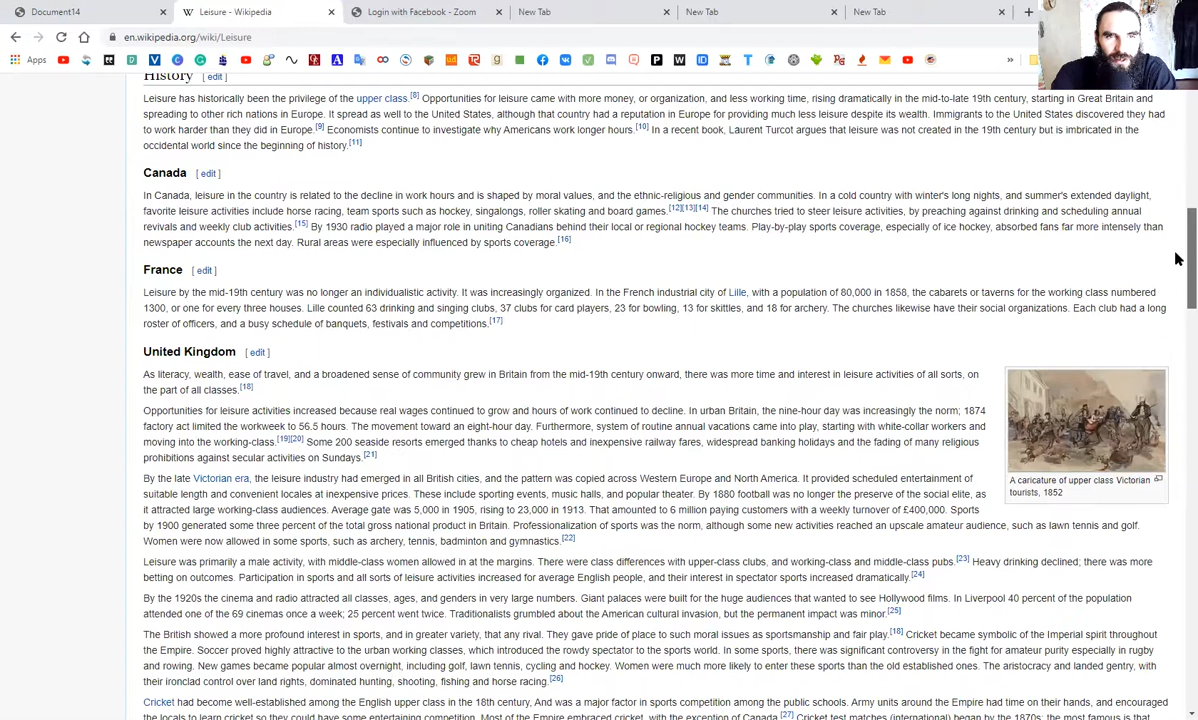 Document14
Leisure - Wikipedia
Login with Facebook - Zoom
New Tab
New Tab
New Tab
en.wikipedia.org/wiki/Leisure
Apps
History [edit]
Leisure has historically been the privilege of the upper class.[8] Opportunities for leisure came with more money, or organization, and less working time, rising dramatically in the mid-to-late 19th century, starting in Great Britain and
spreading to other rich nations in Europe. It spread as well to the United States, although that country had a reputation in Europe for providing much less leisure despite its wealth. Immigrants to the United States discovered they had
to work harder than they did in Europe.[9] Economists continue to investigate why Americans work longer hours.[10] In a recent book, Laurent Turcot argues that leisure was not created in the 19th century but is imbricated in the
occidental world since the beginning of history.[11]
Canada [edit]
In Canada, leisure in the country is related to the decline in work hours and is shaped by moral values, and the ethnic-religious and gender communities. In a cold country with winter's long nights, and summer's extended daylight,
favorite leisure activities include horse racing, team sports such as hockey, singalongs, roller skating and board games.[12][13][14] The churches tried to steer leisure activities, by preaching against drinking and scheduling annual
revivals and weekly club activities.[15] By 1930 radio played a major role in uniting Canadians behind their local or regional hockey teams. Play-by-play sports coverage, especially of ice hockey, absorbed fans far more intensely than
newspaper accounts the next day. Rural areas were especially influenced by sports coverage.[16]
France [edit]
Leisure by the mid-19th century was no longer an individualistic activity. It was increasingly organized. In the French industrial city of Lille, with a population of 80,000 in 1858, the cabarets or taverns for the working class numbered
1300, or one for every three houses. Lille counted 63 drinking and singing clubs, 37 clubs for card players, 23 for bowling, 13 for skittles, and 18 for archery. The churches likewise have their social organizations. Each club had a long
roster of officers, and a busy schedule of banquets, festivals and competitions.[17]
United Kingdom [edit]
As literacy, wealth, ease of travel, and a broadened sense of community grew in Britain from the mid-19th century onward, there was more time and interest in leisure activities of all sorts, on
the part of all classes.[18]
Opportunities for leisure activities increased because real wages continued to grow and hours of work continued to decline. In urban Britain, the nine-hour day was increasingly the norm; 1874
factory act limited the workweek to 56.5 hours. The movement toward an eight-hour day. Furthermore, system of routine annual vacations came into play, starting with white-collar workers and
moving into the working-class.[19][20] Some 200 seaside resorts emerged thanks to cheap hotels and inexpensive railway fares, widespread banking holidays and the fading of many religious
prohibitions against secular activities on Sundays.[21]
A caricature of upper class Victorian
tourists, 1852
By the late Victorian era, the leisure industry had emerged in all British cities, and the pattern was copied across Western Europe and North America. It provided scheduled entertainment of
suitable length and convenient locales at inexpensive prices. These include sporting events, music halls, and popular theater. By 1880 football was no longer the preserve of the social elite, as
it attracted large working-class audiences. Average gate was 5,000 in 1905, rising to 23,000 in 1913. That amounted to 6 million paying customers with a weekly turnover of £400,000. Sports
by 1900 generated some three percent of the total gross national product in Britain. Professionalization of sports was the norm, although some new activities reached an upscale amateur audience, such as lawn tennis and golf.
Women were now allowed in some sports, such as archery, tennis, badminton and gymnastics.[22]
Leisure was primarily a male activity, with middle-class women allowed in at the margins. There were class differences with upper-class clubs, and working-class and middle-class pubs.[23] Heavy drinking declined; there was more
betting on outcomes. Participation in sports and all sorts of leisure activities increased for average English people, and their interest in spectator sports increased dramatically.[24]
By the 1920s the cinema and radio attracted all classes, ages, and genders in very large numbers. Giant palaces were built for the huge audiences that wanted to see Hollywood films. In Liverpool 40 percent of the population
attended one of the 69 cinemas once a week; 25 percent went twice. Traditionalists grumbled about the American cultural invasion, but the permanent impact was minor.[25]
The British showed a more profound interest in sports, and in greater variety, that any rival. They gave pride of place to such moral issues as sportsmanship and fair play.[18] Cricket became symbolic of the Imperial spirit throughout
the Empire. Soccer proved highly attractive to the urban working classes, which introduced the rowdy spectator to the sports world. In some sports, there was significant controversy in the fight for amateur purity especially in rugby
and rowing. New games became popular almost overnight, including golf, lawn tennis, cycling and hockey. Women were much more likely to enter these sports than the old established ones. The aristocracy and landed gentry, with
their ironclad control over land rights, dominated hunting, shooting, fishing and horse racing.[26]
Cricket had become well-established among the English upper class in the 18th century, And was a major factor in sports competition among the public schools. Army units around the Empire had time on their hands, and encouraged
the locals to learn cricket so they could have some entertaining competition. Most of the Empire embraced cricket, with the exception of Canada.[27] Cricket test matches (international) began by the 1870s; the most famous is that